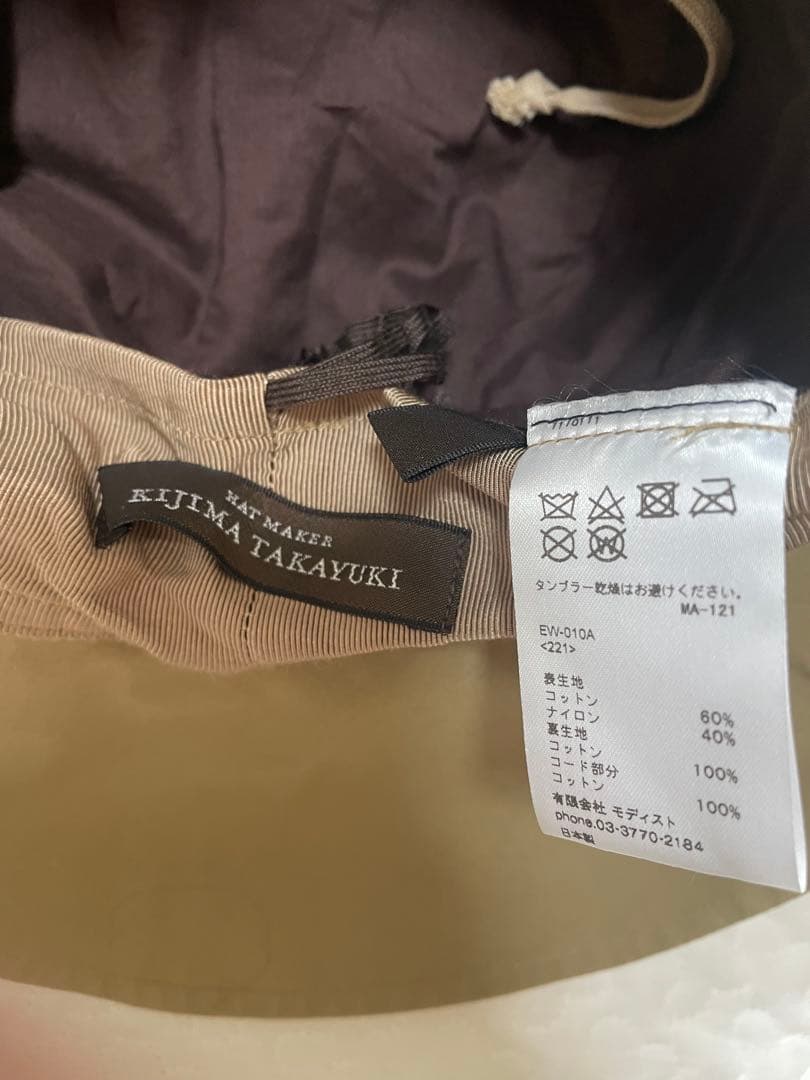 HAT MAKER
KIJIMA TAKAYUKI
タンブラー乾燥はお避けください。
MA-121
EW-010A
<221>
表生地
コットン 60%
ナイロン 40%
裏生地
コットン 100%
コード部分
コットン 100%
有限会社 モディスト
phone.03-3770-2184
日本製